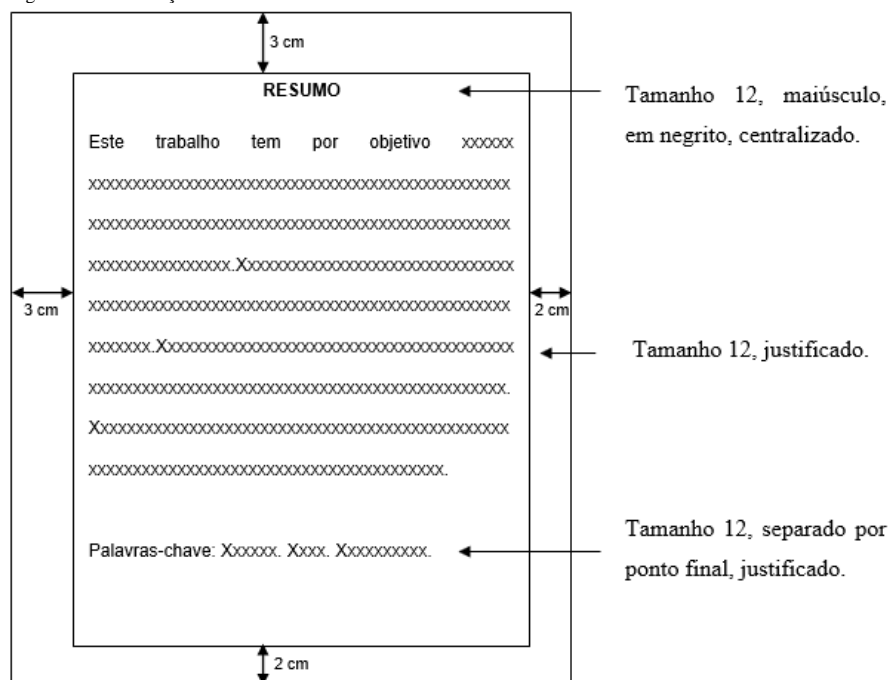 3 cm
RESUMO
Tamanho 12, maiúsculo,
em negrito, centralizado.
Este trabalho tem por objetivo xxxxxx
xxxxxxxxxxxxxxxxxxxxxxxxxxxxxxxxxxxxxxxxxxxxxxxx
xxxxxxxxxxxxxxxxxxxxxxxxxxxxxxxxxxxxxxxxxxxxxxxx
xxxxxxxxxxxxxxxx.Xxxxxxxxxxxxxxxxxxxxxxxxxxxxxxx
xxxxxxxxxxxxxxxxxxxxxxxxxxxxxxxxxxxxxxxxxxxxxxxx
3 cm
2 cm
xxxxxxx.Xxxxxxxxxxxxxxxxxxxxxxxxxxxxxxxxxxxxxxxx
Tamanho 12, justificado.
xxxxxxxxxxxxxxxxxxxxxxxxxxxxxxxxxxxxxxxxxxxxxxx.
Xxxxxxxxxxxxxxxxxxxxxxxxxxxxxxxxxxxxxxxxxxxxxxx
xxxxxxxxxxxxxxxxxxxxxxxxxxxxxxxxxxxxxxxx.
Palavras-chave: Xxxxxx. Xxxx. Xxxxxxxxxx.
Tamanho 12, separado por
ponto final, justificado.
2 cm